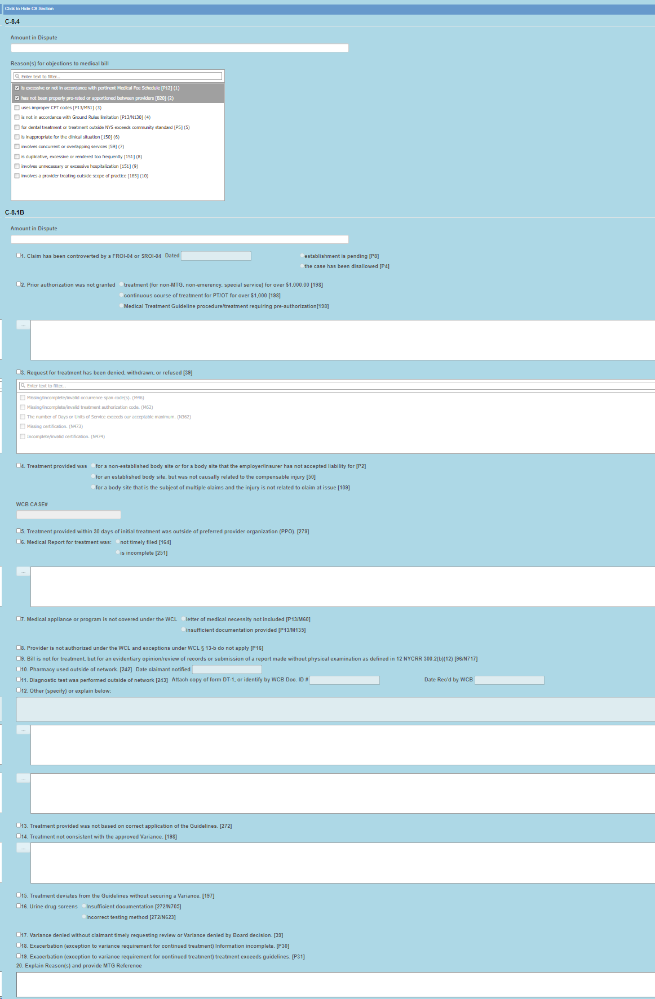 Click to Hide C8 Section
C-8.4
Amount in Dispute
Reason(s) for objections to medical bill
Enter text to filter...
is excessive or not in accordance with pertinent Medical Fee Schedule [P12] (1)
has not been properly pro-rated or apportioned between providers [B20] (2)
uses improper CPT codes [P13/M51] (3)
is not in accordance with Ground Rules limitation [P13/N130] (4)
for dental treatment or treatment outside NYS exceeds community standard [P5] (5)
is inappropriate for the clinical situation [150] (6)
involves concurrent or overlapping services [59] (7)
is duplicative, excessive or rendered too frequently [151] (8)
involves unnecessary or excessive hospitalization [151] (9)
involves a provider treating outside scope of practice [185] (10)
C-8.1B
Amount in Dispute
1. Claim has been controverted by a FROI-04 or SROI-04 Dated establishment is pending [P8]
the case has been disallowed [P4]
2. Prior authorization was not granted treatment (for non-MTG, non-emerency, special service) for over $1,000.00 [198]
continuous course of treatment for PT/OT for over $1,000 [198]
Medical Treatment Guideline procedure/treatment requiring pre-authorization[198]
...
3. Request for treatment has been denied, withdrawn, or refused [39]
Enter text to filter...
Missing/incomplete/invalid occurrence span code(s). (M46)
Missing/incomplete/invalid treatment authorization code. (M62)
The number of Days or Units of Service exceeds our acceptable maximum. (N362)
Missing certification. (N473)
Incomplete/invalid certification. (N474)
4. Treatment provided was for a non-established body site or for a body site that the employer/insurer has not accepted liability for [P2]
for an established body site, but was not causally related to the compensable injury [50]
for a body site that is the subject of multiple claims and the injury is not related to claim at issue [109]
WCB CASE#
5. Treatment provided within 30 days of initial treatment was outside of preferred provider organization (PPO). [279]
6. Medical Report for treatment was: not timely filed [164]
is incomplete [251]
...
7. Medical appliance or program is not covered under the WCL letter of medical necessity not included [P13/M60]
insufficient documentation provided [P13/M135]
8. Provider is not authorized under the WCL and exceptions under WCL § 13-b do not apply [P16]
9. Bill is not for treatment, but for an evidentiary opinion/review of records or submission of a report made without physical examination as defined in 12 NYCRR 300.2(b)(12) [96/N717]
10. Pharmacy used outside of network. [242] Date claimant notified
11. Diagnostic test was performed outside of network [243] Attach copy of form DT-1, or identify by WCB Doc. ID # Date Rec'd by WCB
12. Other (specify) or explain below:
...
...
13. Treatment provided was not based on correct application of the Guidelines. [272]
14. Treatment not consistent with the approved Variance. [198]
...
15. Treatment deviates from the Guidelines without securing a Variance. [197]
16. Urine drug screens Insufficient documentation [272/N705]
Incorrect testing method [272/N623]
17. Variance denied without claimant timely requesting review or Variance denied by Board decision. [39]
18. Exacerbation (exception to variance requirement for continued treatment) Information incomplete. [P30]
19. Exacerbation (exception to variance requirement for continued treatment) treatment exceeds guidelines. [P31]
20. Explain Reason(s) and provide MTG Reference